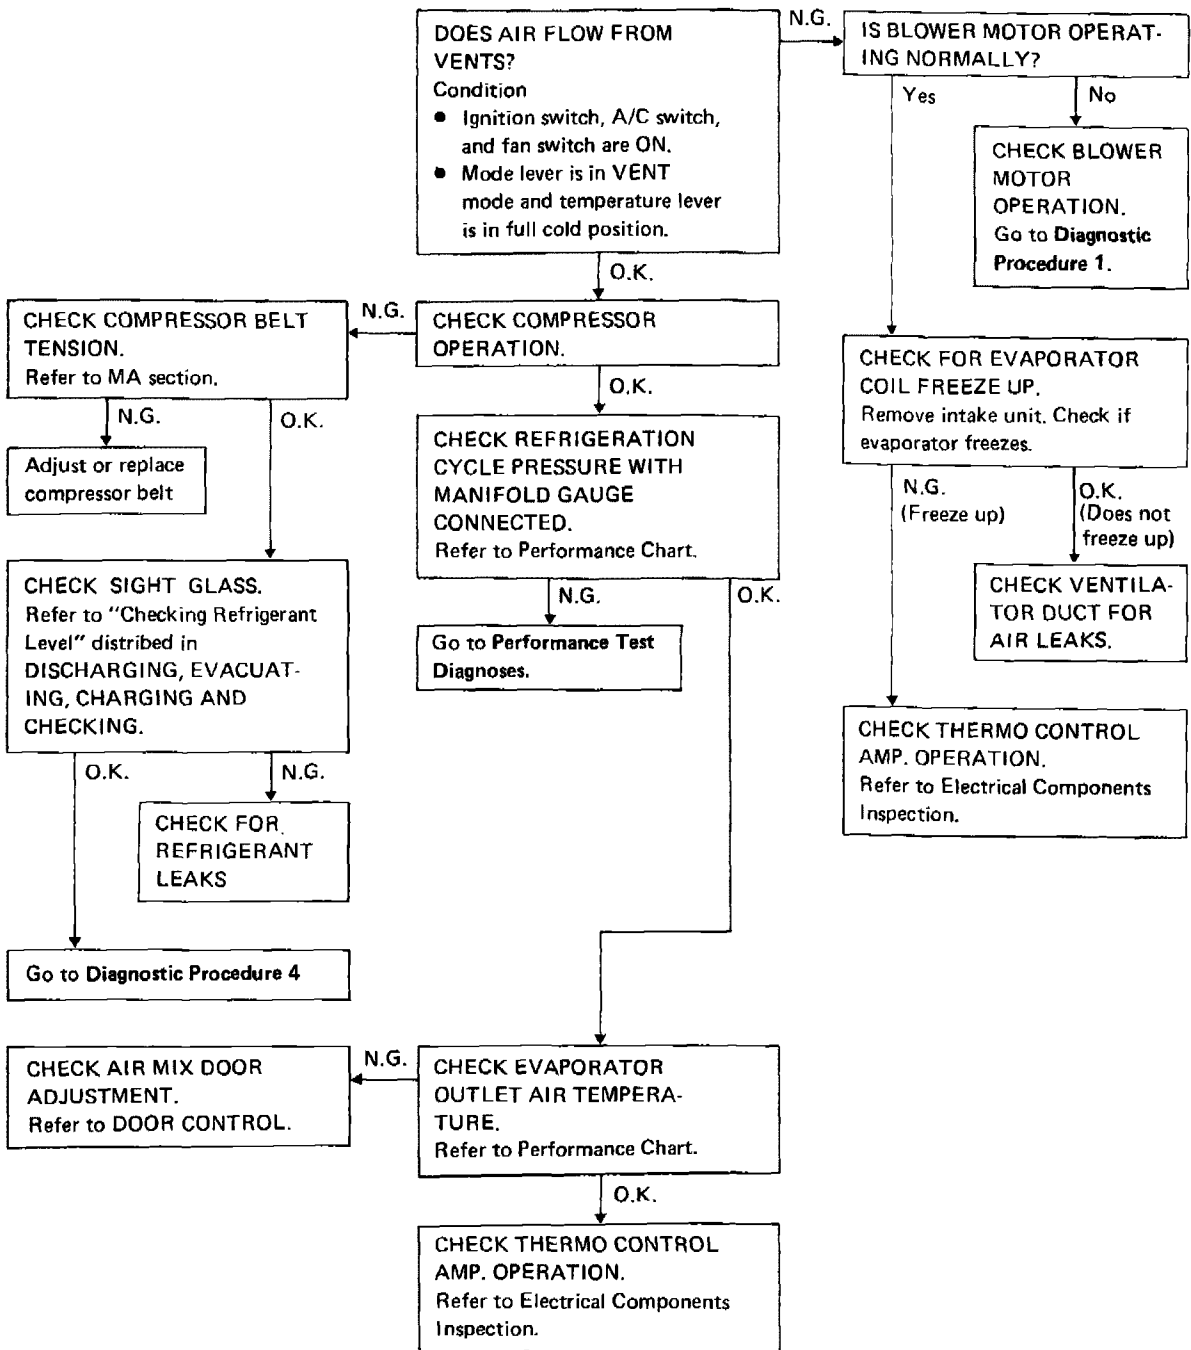 DOES AIR FLOW FROM
VENTS?
Condition
● Ignition switch, A/C switch,
and fan switch are ON.
● Mode lever is in VENT
mode and temperature lever
is in full cold position.
N.G.
IS BLOWER MOTOR OPERAT-
ING NORMALLY?
Yes
No
CHECK BLOWER
MOTOR
OPERATION.
Go to Diagnostic
Procedure 1.
O.K.
CHECK COMPRESSOR
OPERATION.
N.G.
CHECK COMPRESSOR BELT
TENSION.
Refer to MA section.
N.G.
O.K.
Adjust or replace
compressor belt
O.K.
CHECK REFRIGERATION
CYCLE PRESSURE WITH
MANIFOLD GAUGE
CONNECTED.
Refer to Performance Chart.
CHECK FOR EVAPORATOR
COIL FREEZE UP.
Remove intake unit. Check if
evaporator freezes.
N.G.
(Freeze up)
O.K.
(Does not
freeze up)
CHECK VENTILA-
TOR DUCT FOR
AIR LEAKS.
CHECK SIGHT GLASS.
Refer to "Checking Refrigerant
Level" distribed in
DISCHARGING, EVACUAT-
ING, CHARGING AND
CHECKING.
N.G.
O.K.
Go to Performance Test
Diagnoses.
CHECK THERMO CONTROL
AMP. OPERATION.
Refer to Electrical Components
Inspection.
O.K.
N.G.
CHECK FOR.
REFRIGERANT
LEAKS
Go to Diagnostic Procedure 4
CHECK AIR MIX DOOR
ADJUSTMENT.
Refer to DOOR CONTROL.
N.G.
CHECK EVAPORATOR
OUTLET AIR TEMPERA-
TURE.
Refer to Performance Chart.
O.K.
CHECK THERMO CONTROL
AMP. OPERATION.
Refer to Electrical Components
Inspection.